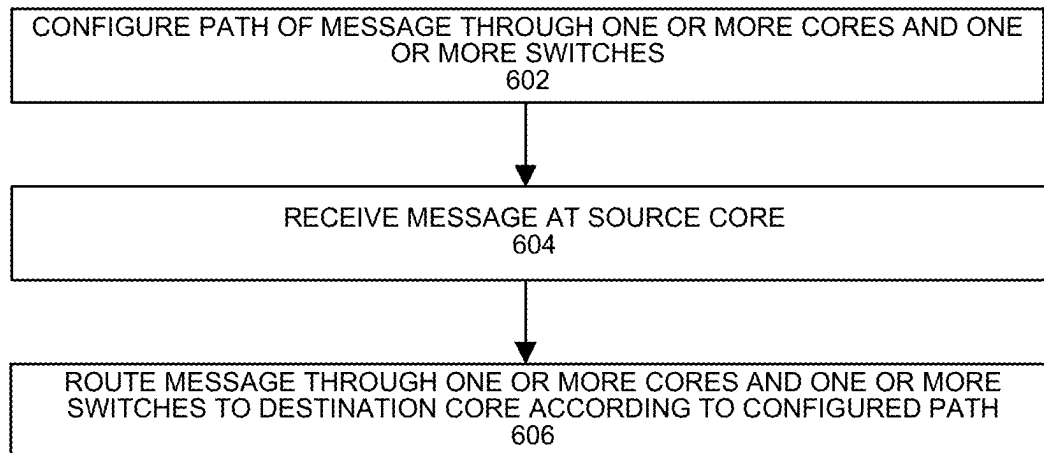 CONFIGURE PATH OF MESSAGE THROUGH ONE OR MORE CORES AND ONE
OR MORE SWITCHES
602
RECEIVE MESSAGE AT SOURCE CORE
604
ROUTE MESSAGE THROUGH ONE OR MORE CORES AND ONE OR MORE
SWITCHES TO DESTINATION CORE ACCORDING TO CONFIGURED PATH
606